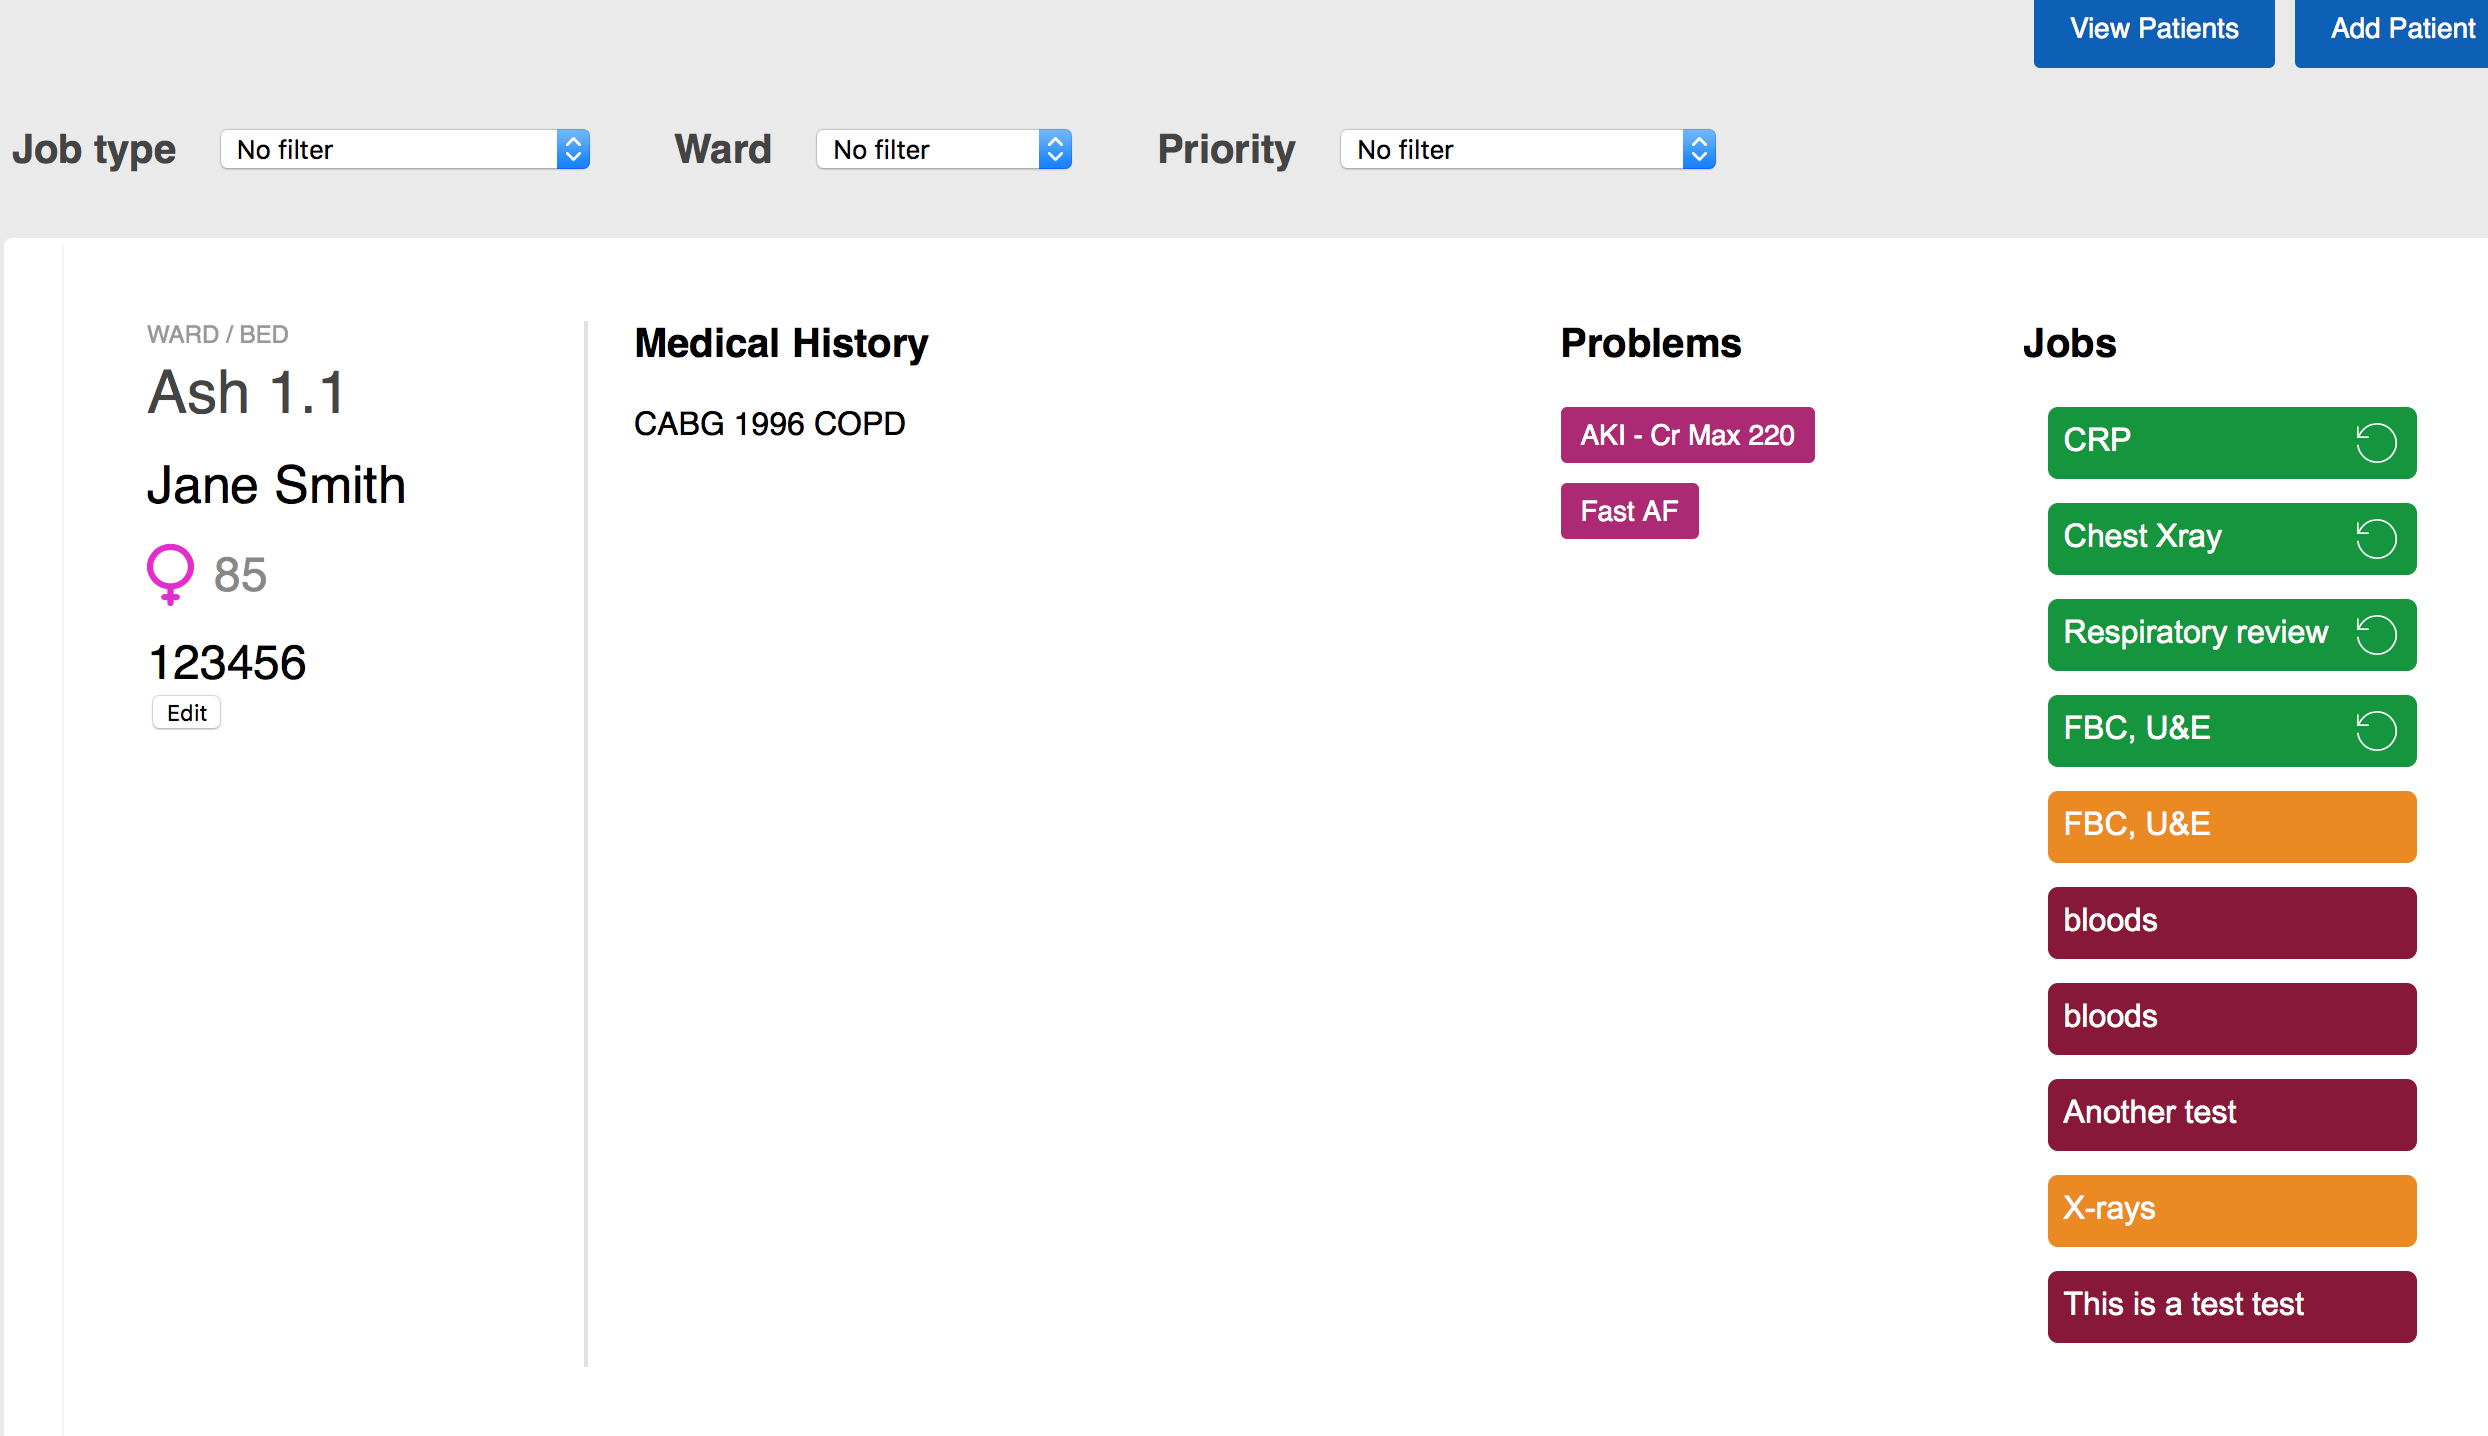 View Patients
Add Patient
Job type
No filter
Ward
No filter
Priority
No filter
WARD / BED
Ash 1.1
Jane Smith
85
123456
Edit
Medical History
CABG 1996 COPD
Problems
AKI - Cr Max 220
Fast AF
Jobs
CRP
Chest Xray
Respiratory review
FBC, U&E
FBC, U&E
bloods
bloods
Another test
X-rays
This is a test test